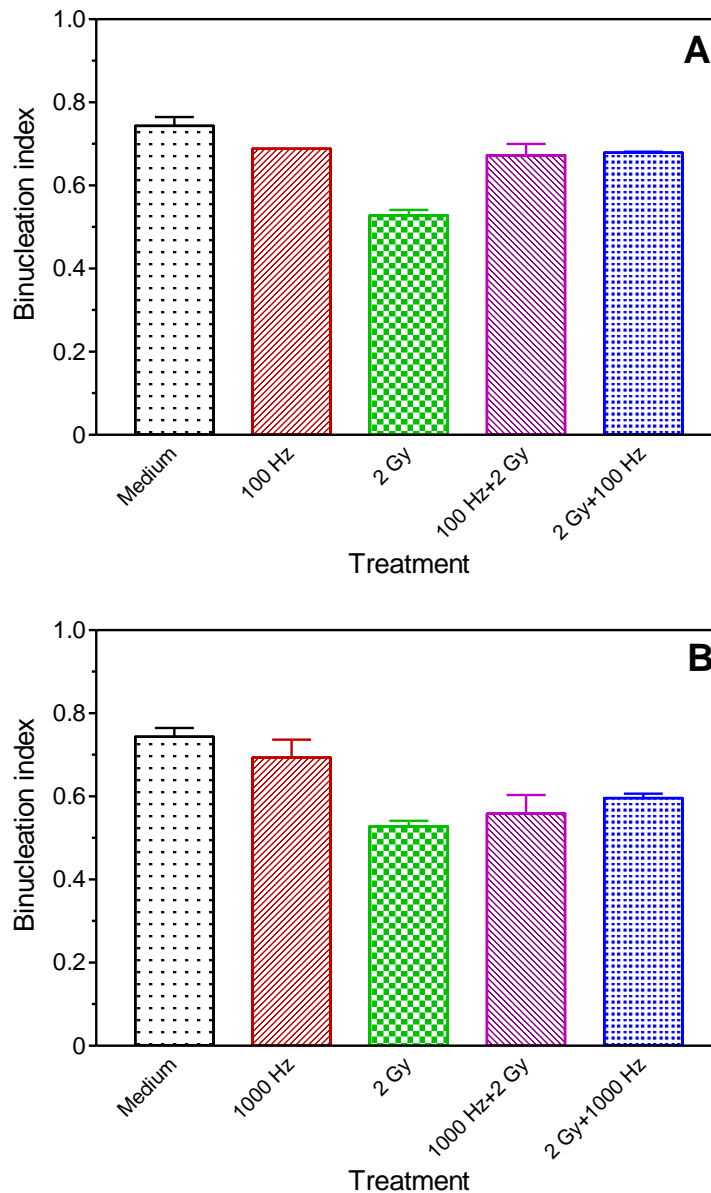 A
1.0
0.8
0.6
0.4
0.2
0
Binucleation index
Medium
100 Hz
2 Gy
100 Hz+2 Gy
2 Gy+100 Hz
Treatment
B
1.0
0.8
0.6
0.4
0.2
0
Binucleation index
Medium
1000 Hz
2 Gy
1000 Hz+2 Gy
2 Gy+1000 Hz
Treatment